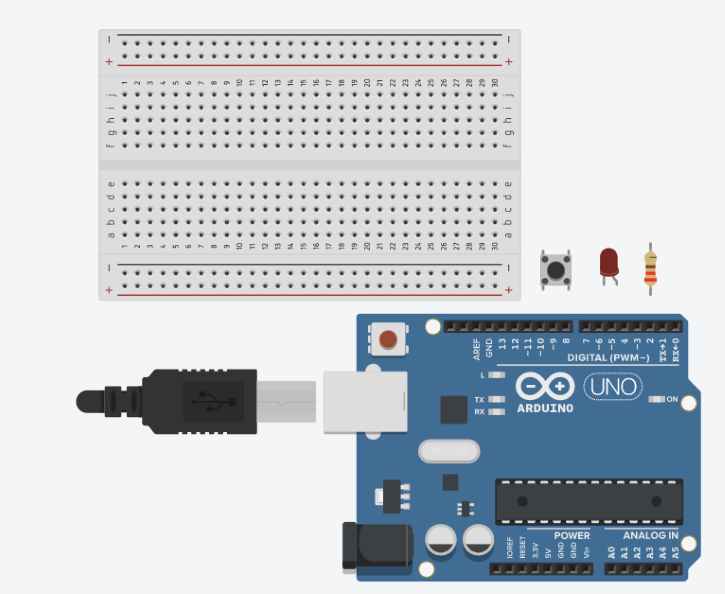 − −
+ +
1 2 3 4 5 6 7 8 9 10 11 12 13 14 15 16 17 18 19 20 21 22 23 24 25 26 27 28 29 30
j j
i i
h h
g g
f f
e e
d d
c c
b b
a a
1 2 3 4 5 6 7 8 9 10 11 12 13 14 15 16 17 18 19 20 21 22 23 24 25 26 27 28 29 30
− −
+ +
AREF GND 13 12 ~11 ~10 ~9 8 7 ~6 ~5 4 ~3 2 TX→1 RX←0
DIGITAL (PWM~)
L
TX
RX
ARDUINO
UNO
ON
POWER
ANALOG IN
IOREF RESET 3.3V 5V GND GND Vin A0 A1 A2 A3 A4 A5